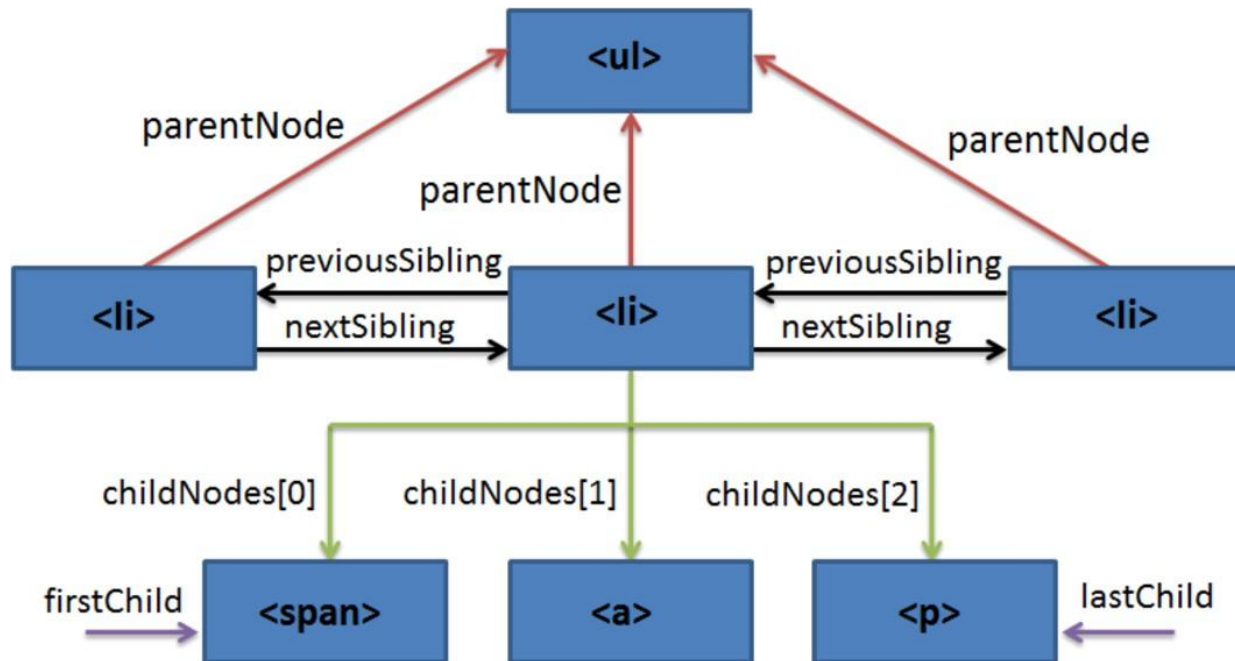 <ul>
parentNode
parentNode
parentNode
previousSibling
previousSibling
<li>
<li>
<li>
nextSibling
nextSibling
childNodes[0]
childNodes[1]
childNodes[2]
firstChild
<span>
<a>
<p>
lastChild